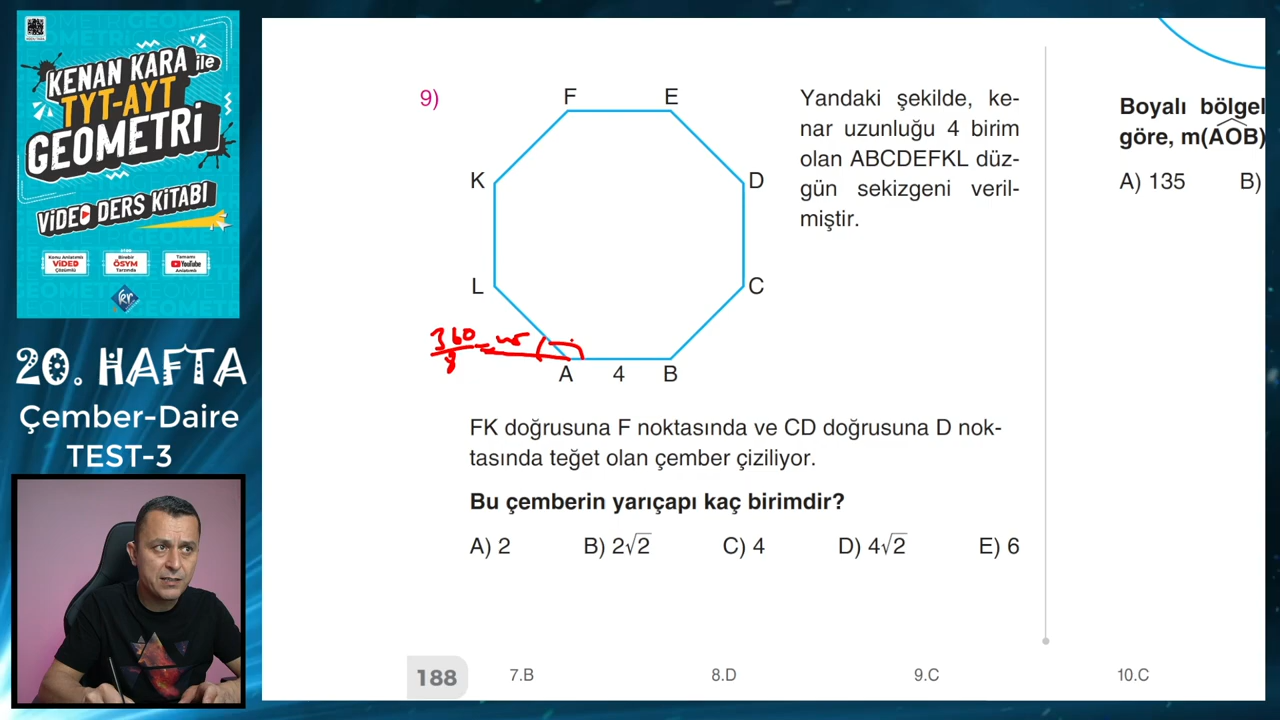 KENAN KARA ile
TYT-AYT
GEOMETRİ
VİDEO DERS KİTABI
Konu Anlatımlı
VİDEO
Çözümlü
Birebir
ÖSYM
Tarzında
Tamamı
YouTube
Anlatımlı
20. HAFTA
Çember-Daire
TEST-3
9)
F E
K D
L C
A 4 B
360
8
Yandaki şekilde, ke-
nar uzunluğu 4 birim
olan ABCDEFKL düz-
gün sekizgeni veril-
miştir.
FK doğrusuna F noktasında ve CD doğrusuna D nok-
tasında teğet olan çember çiziliyor.
Bu çemberin yarıçapı kaç birimdir?
A) 2 B) 2√2 C) 4 D) 4√2 E) 6
Boyalı bölgel
göre, m(AOB)
A) 135 B)
188 7.B 8.D 9.C 10.C